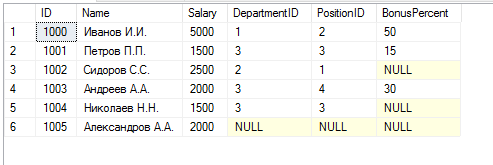 ID Name Salary DepartmentID PositionID BonusPercent
1 1000 Иванов И.И. 5000 1 2 50
2 1001 Петров П.П. 1500 3 3 15
3 1002 Сидоров С.С. 2500 2 1 NULL
4 1003 Андреев А.А. 2000 3 4 30
5 1004 Николаев Н.Н. 1500 3 3 NULL
6 1005 Александров А.А. 2000 NULL NULL NULL